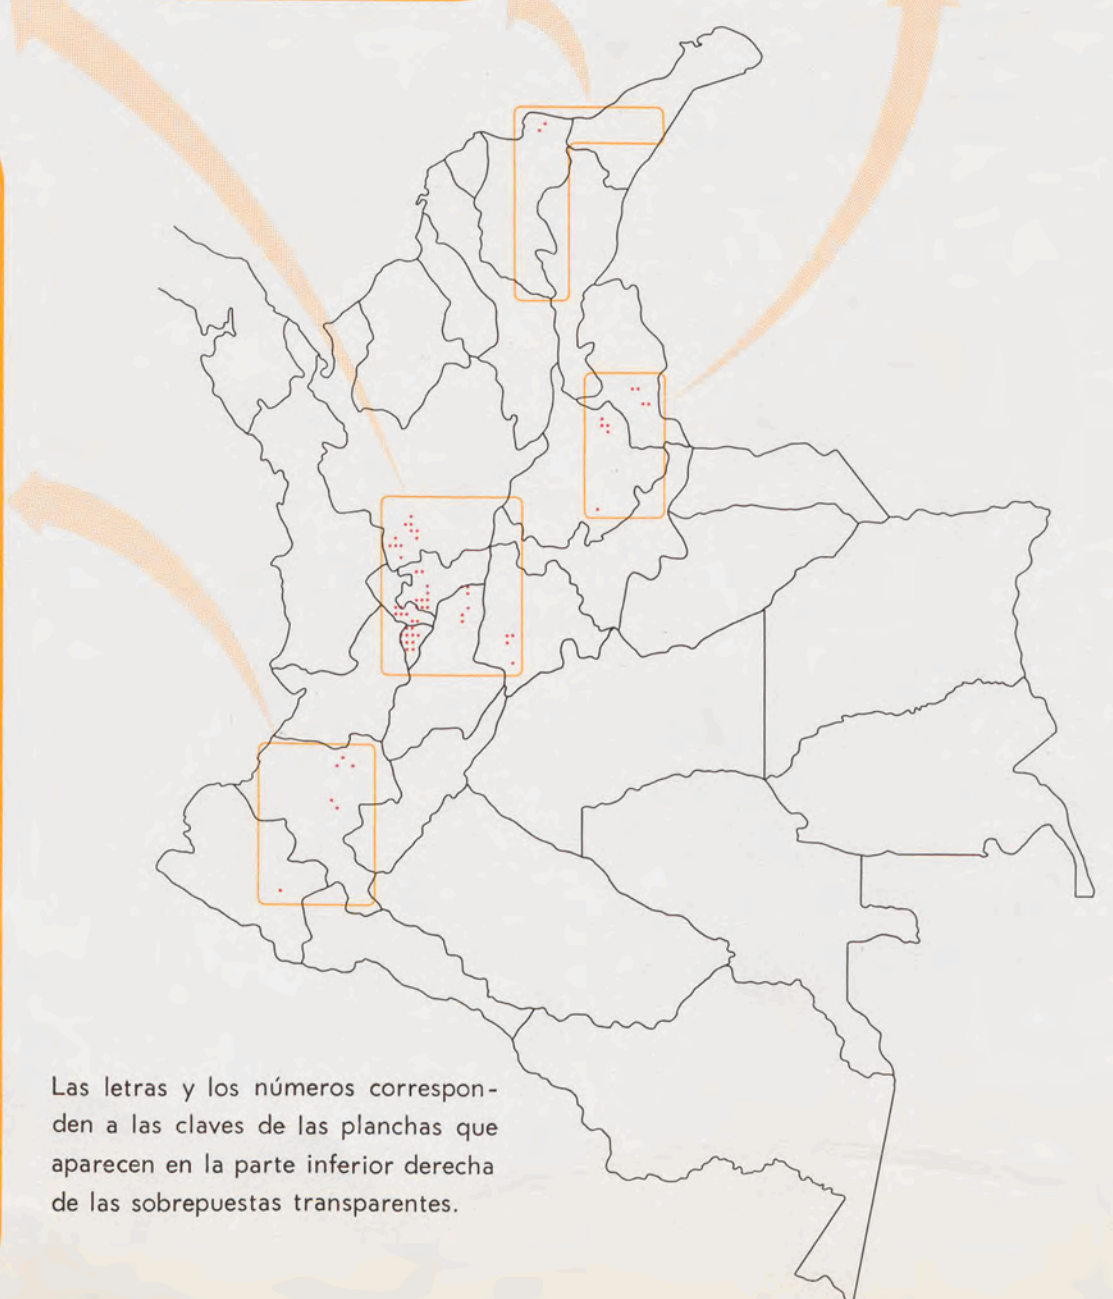 Las letras y los números correspon-
den a las claves de las planchas que
aparecen en la parte inferior derecha
de las sobrepuestas transparentes.